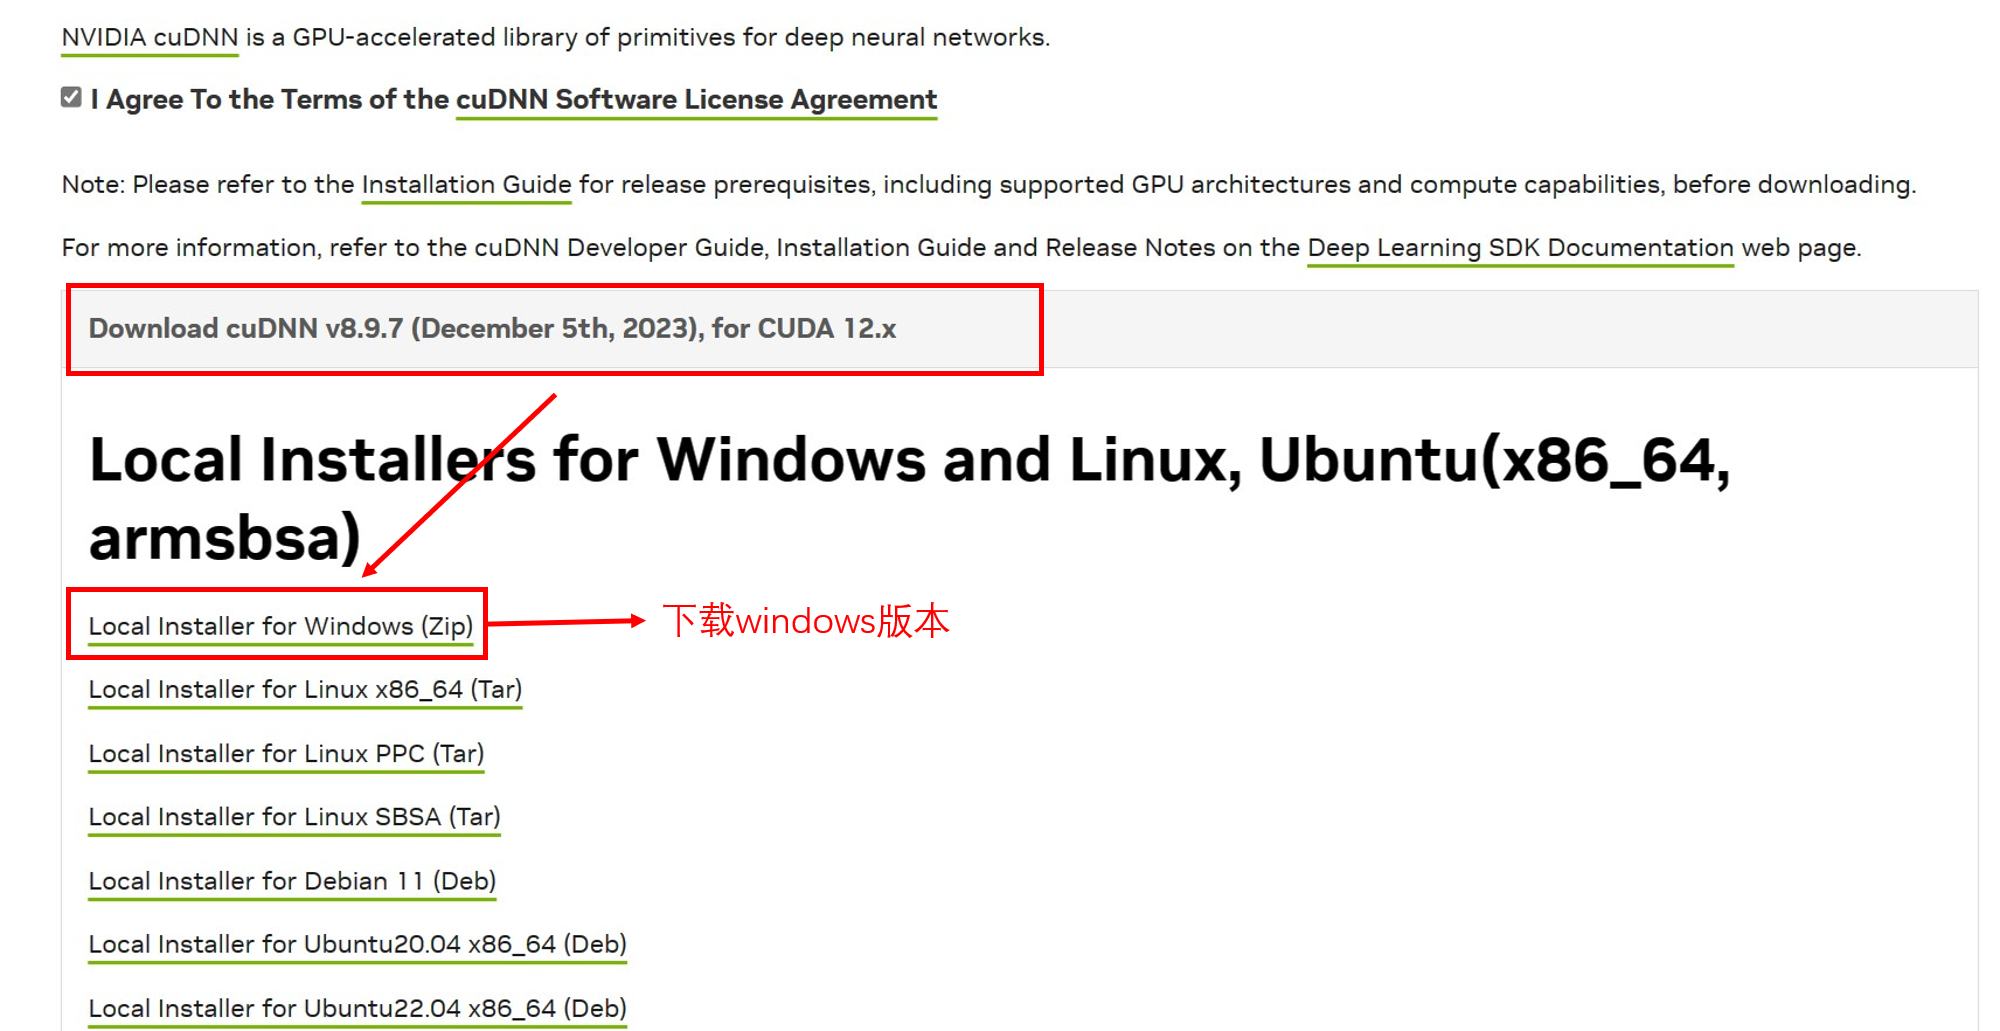 NVIDIA cuDNN is a GPU-accelerated library of primitives for deep neural networks.
I Agree To the Terms of the cuDNN Software License Agreement
Note: Please refer to the Installation Guide for release prerequisites, including supported GPU architectures and compute capabilities, before downloading.
For more information, refer to the cuDNN Developer Guide, Installation Guide and Release Notes on the Deep Learning SDK Documentation web page.
Download cuDNN v8.9.7 (December 5th, 2023), for CUDA 12.x
Local Installers for Windows and Linux, Ubuntu(x86_64,
armsbsa)
Local Installer for Windows (Zip)
下载windows版本
Local Installer for Linux x86_64 (Tar)
Local Installer for Linux PPC (Tar)
Local Installer for Linux SBSA (Tar)
Local Installer for Debian 11 (Deb)
Local Installer for Ubuntu20.04 x86_64 (Deb)
Local Installer for Ubuntu22.04 x86_64 (Deb)